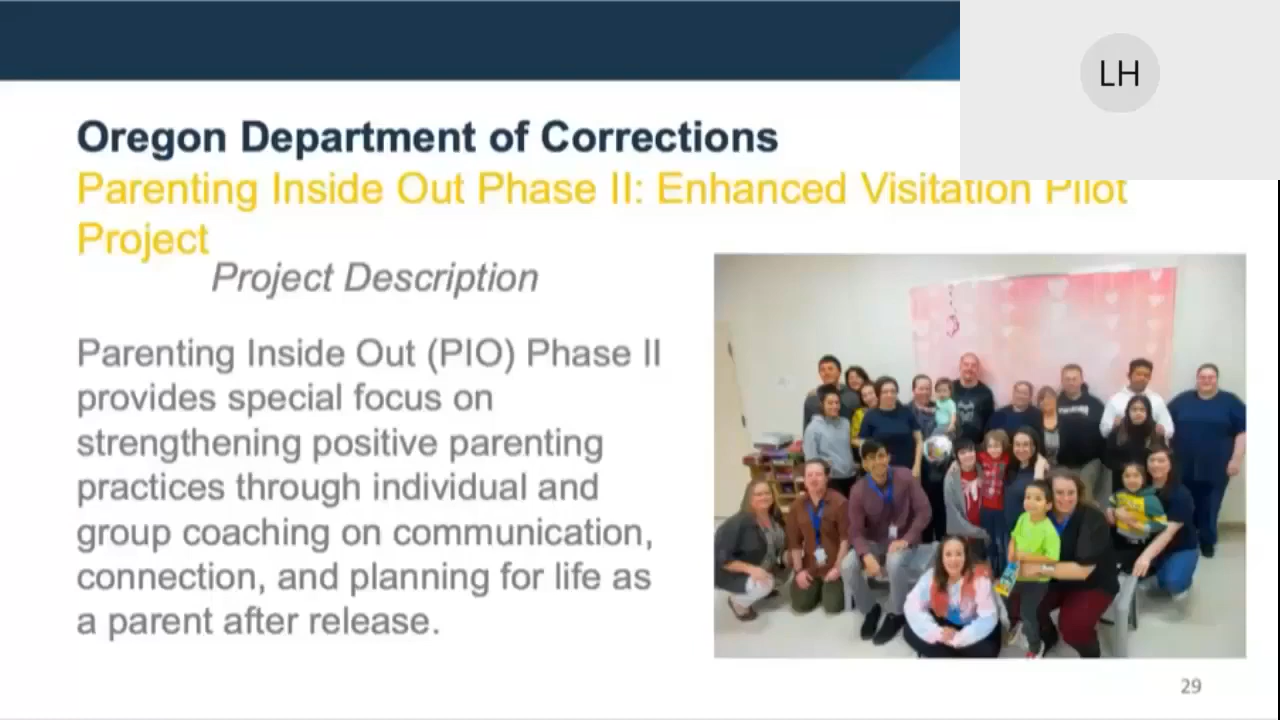 LH
Oregon Department of Corrections
Parenting Inside Out Phase II: Enhanced Visitation Pilot
Project
Project Description
Parenting Inside Out (PIO) Phase II
provides special focus on
strengthening positive parenting
practices through individual and
group coaching on communication,
connection, and planning for life as
a parent after release.
29